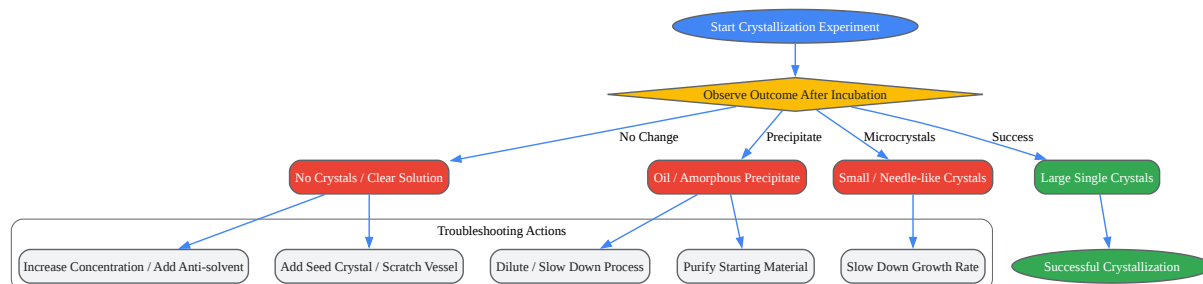 Start Crystallization Experiment
Observe Outcome After Incubation
No Change
Precipitate
Microcrystals
Success
No Crystals / Clear Solution
Oil / Amorphous Precipitate
Small / Needle-like Crystals
Large Single Crystals
Troubleshooting Actions
Increase Concentration / Add Anti-solvent
Add Seed Crystal / Scratch Vessel
Dilute / Slow Down Process
Purify Starting Material
Slow Down Growth Rate
Successful Crystallization